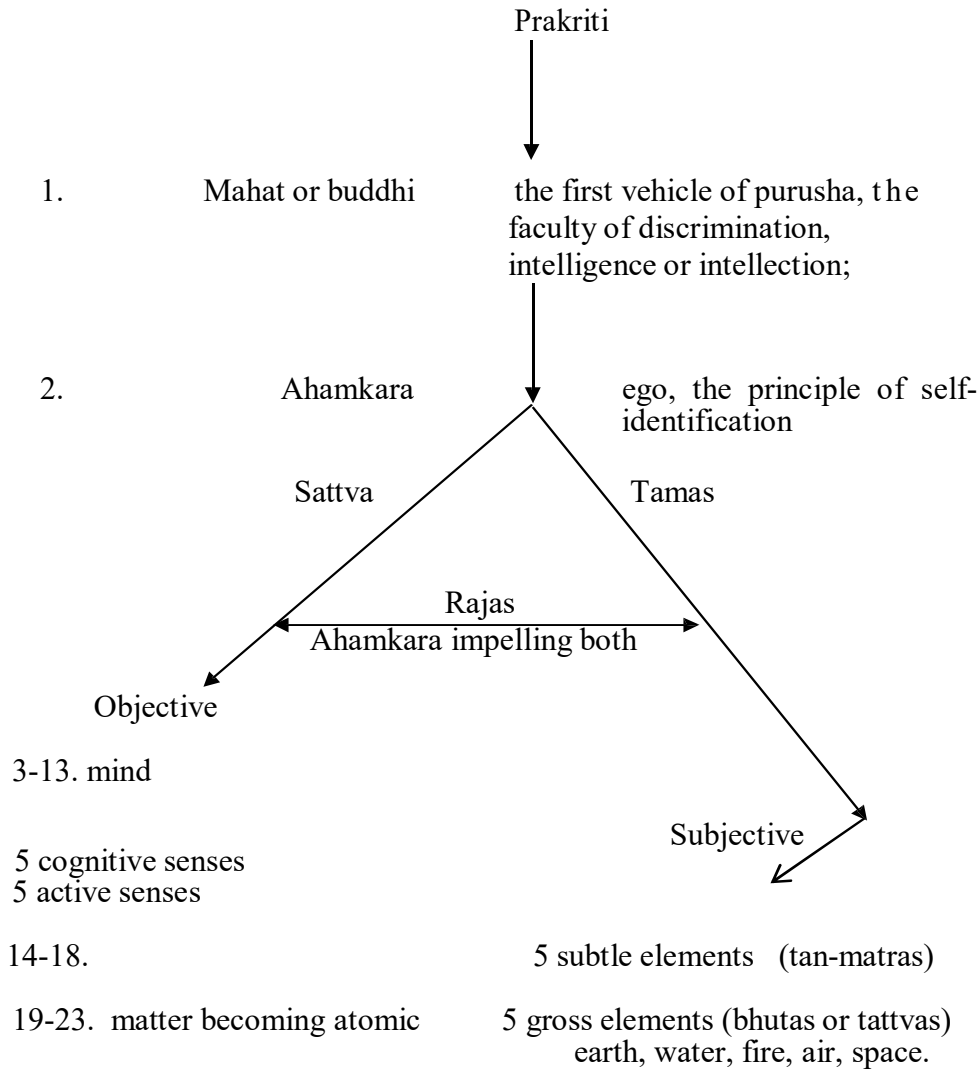 Prakriti
1. Mahat or buddhi the first vehicle of purusha, the
faculty of discrimination,
intelligence or intellection;
2. Ahamkara ego, the principle of self-
identification
Sattva Tamas
Rajas
Ahamkara impelling both
Objective
3-13. mind
Subjective
5 cognitive senses
5 active senses
14-18. 5 subtle elements (tan-matras)
19-23. matter becoming atomic 5 gross elements (bhutas or tattvas)
earth, water, fire, air, space.